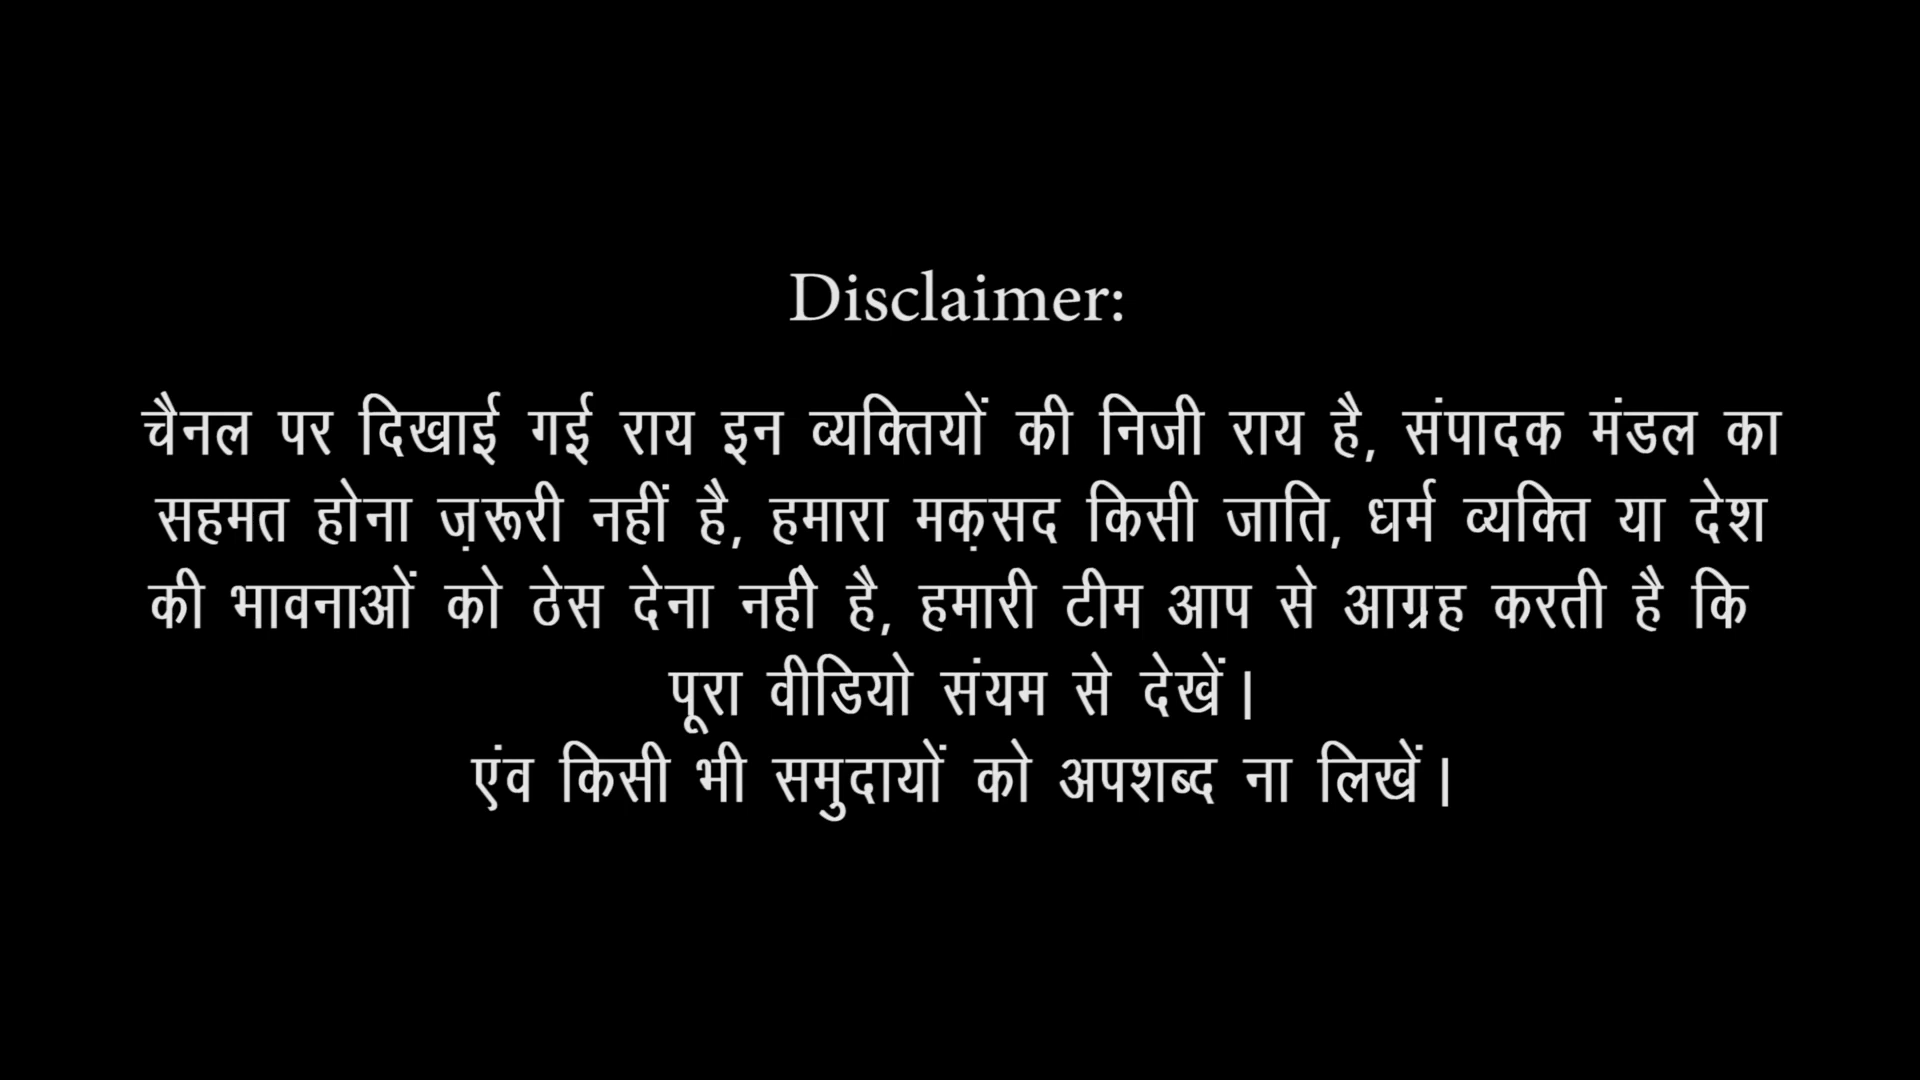 Disclaimer:
चैनल पर दिखाई गई राय इन व्यक्तियों की निजी राय है, संपादक मंडल का
सहमत होना ज़रूरी नहीं है, हमारा मक़सद किसी जाति, धर्म व्यक्ति या देश
की भावनाओं को ठेस देना नहीे है, हमारी टीम आप से आग्रह करती है कि
पूरा वीडियो संयम से देखें।
एंव किसी भी समुदायों को अपशब्द ना लिखें।